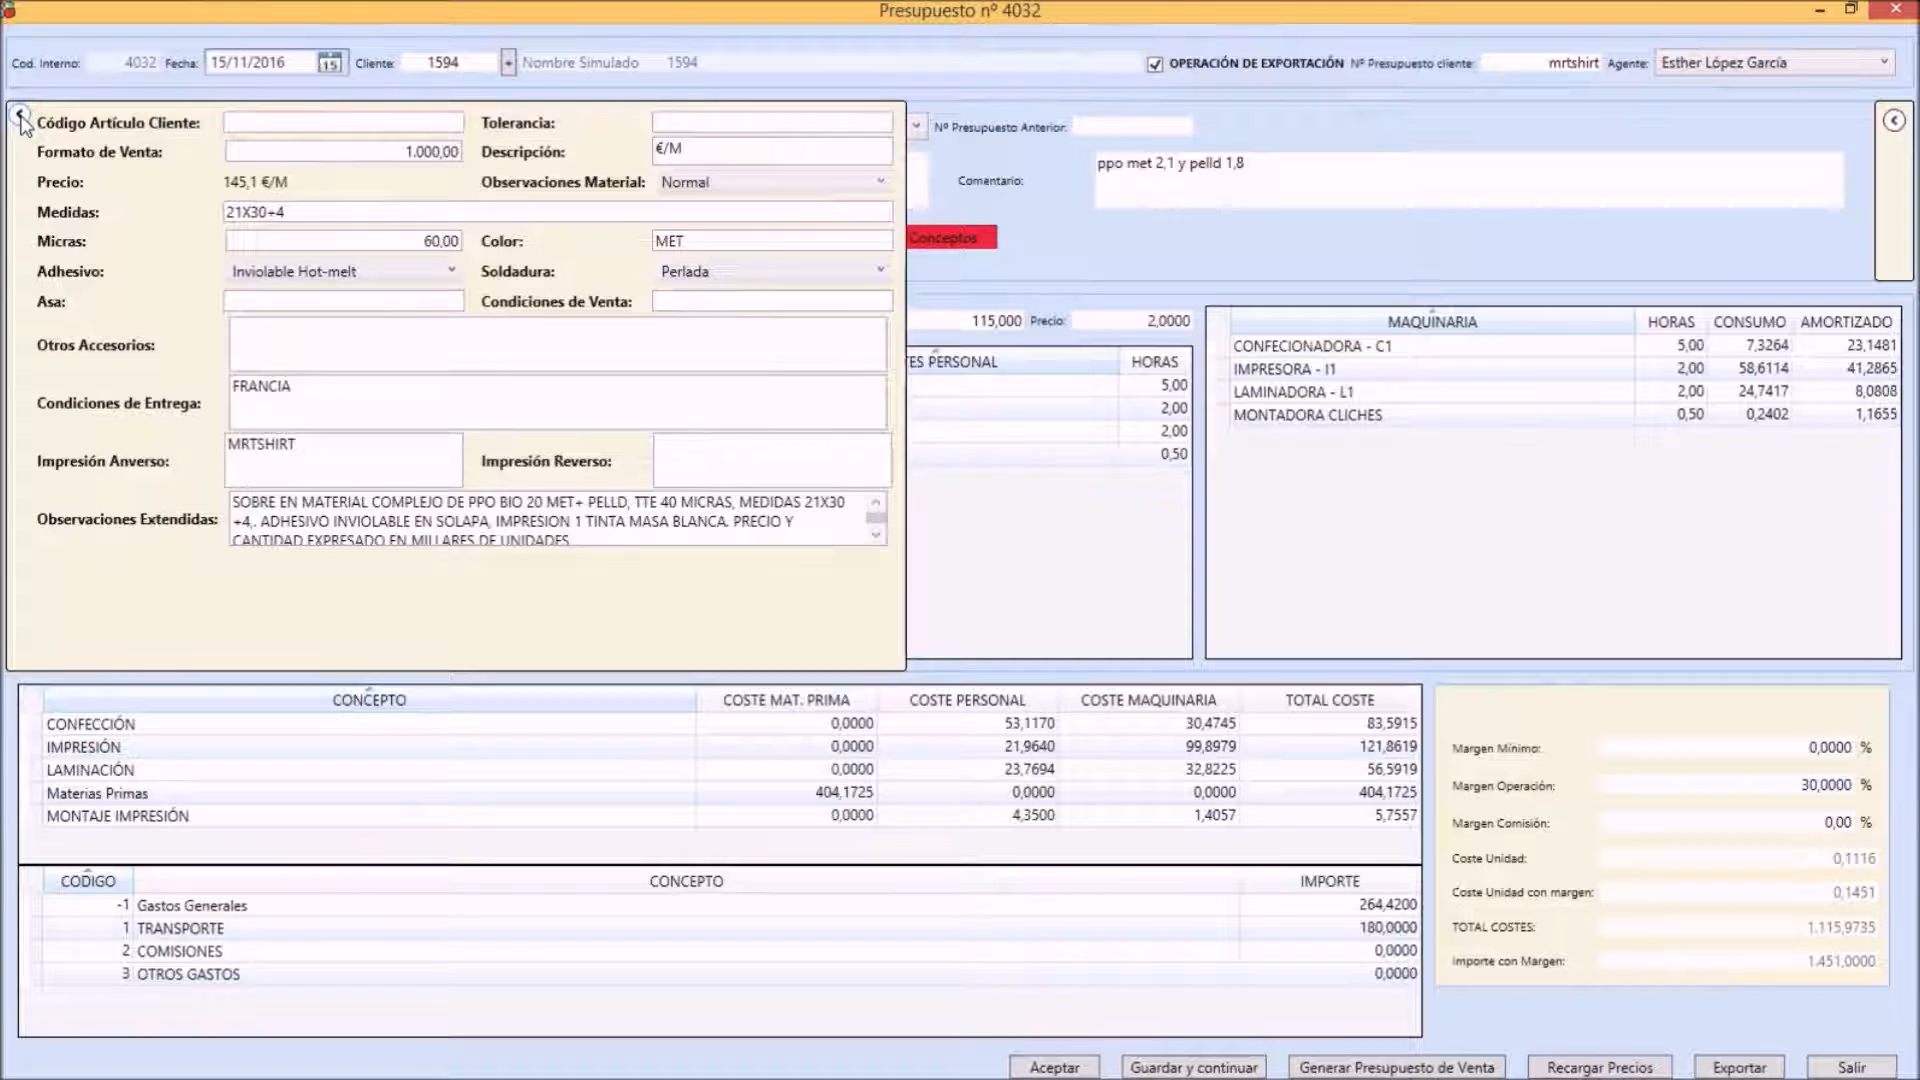 Presupuesto nº 4032
Cod. Interno: 4032 Fecha: 15/11/2016 15 Cliente: 1594 Nombre Simulado 1594 OPERACIÓN DE EXPORTACIÓN Nº Presupuesto cliente: mrtshirt Agente: Esther López García
Código Artículo Cliente: Tolerancia:
Nº Presupuesto Anterior:
Formato de Venta: 1.000,00 Descripción: €/M
Comentario: ppo met 2,1 y pelld 1,8
Precio: 145,1 €/M Observaciones Material: Normal
Medidas: 21X30+4
Micras: 60,00 Color: MET
Conceptos
Adhesivo: Inviolable Hot-melt Soldadura: Perlada
Asa: Condiciones de Venta:
Otros Accesorios:
Condiciones de Entrega: FRANCIA
Impresión Anverso: MRTSHIRT Impresión Reverso:
Observaciones Extendidas: SOBRE EN MATERIAL COMPLEJO DE PPO BIO 20 MET+ PELLD, TTE 40 MICRAS, MEDIDAS 21X30
+4,. ADHESIVO INVIOLABLE EN SOLAPA, IMPRESION 1 TINTA MASA BLANCA. PRECIO Y
CANTIDAD EXPRESADO EN MILLARES DE UNIDADES
115,000 Precio: 2,0000
ES PERSONAL HORAS
5,00
2,00
2,00
0,50
MAQUINARIA HORAS CONSUMO AMORTIZADO
CONFECIONADORA - C1 5,00 7,3264 23,1481
IMPRESORA - I1 2,00 58,6114 41,2865
LAMINADORA - L1 2,00 24,7417 8,0808
MONTADORA CLICHES 0,50 0,2402 1,1655
CONCEPTO COSTE MAT. PRIMA COSTE PERSONAL COSTE MAQUINARIA TOTAL COSTE
CONFECCIÓN 0,0000 53,1170 30,4745 83,5915
IMPRESIÓN 0,0000 21,9640 99,8979 121,8619
LAMINACIÓN 0,0000 23,7694 32,8225 56,5919
Materias Primas 404,1725 0,0000 0,0000 404,1725
MONTAJE IMPRESIÓN 0,0000 4,3500 1,4057 5,7557
CODIGO CONCEPTO IMPORTE
-1 Gastos Generales 264,4200
1 TRANSPORTE 180,0000
2 COMISIONES 0,0000
3 OTROS GASTOS 0,0000
Margen Mínimo: 0,0000 %
Margen Operación: 30,0000 %
Margen Comisión: 0,00 %
Coste Unidad: 0,1116
Coste Unidad con margen: 0,1451
TOTAL COSTES: 1.115,9735
Importe con Margen: 1.451,0000
Aceptar Guardar y continuar Generar Presupuesto de Venta Recargar Precios Exportar Salir